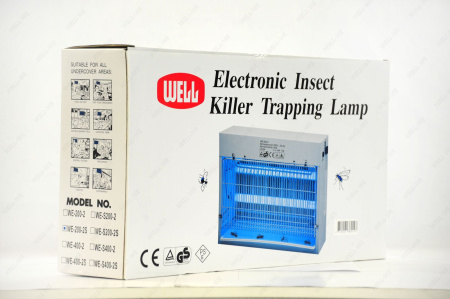 SUITABLE FOR ALL
UNDERCOVER AREAS.
MODEL NO.
WE-200-2
WE-S200-2
WE-200-2S
WE-S200-2S
WE-400-2
WE-S400-2
WE-400-2S
WE-S400-2S
WELL
Electronic Insect
Killer Trapping Lamp
CE
GS